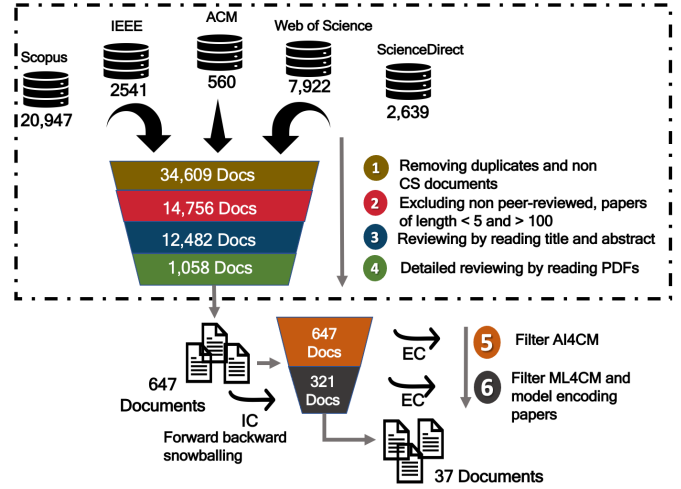 Scopus
20,947
IEEE
2541
ACM
560
Web of Science
7,922
ScienceDirect
2,639
34,609 Docs
14,756 Docs
12,482 Docs
1,058 Docs
1
Removing duplicates and non
CS documents
2
Excluding non peer-reviewed, papers
of length < 5 and > 100
3
Reviewing by reading title and abstract
4
Detailed reviewing by reading PDFs
647
Documents
IC
Forward backward
snowballing
647
Docs
321
Docs
EC
EC
5
Filter AI4CM
6
Filter ML4CM and
model encoding
papers
37 Documents